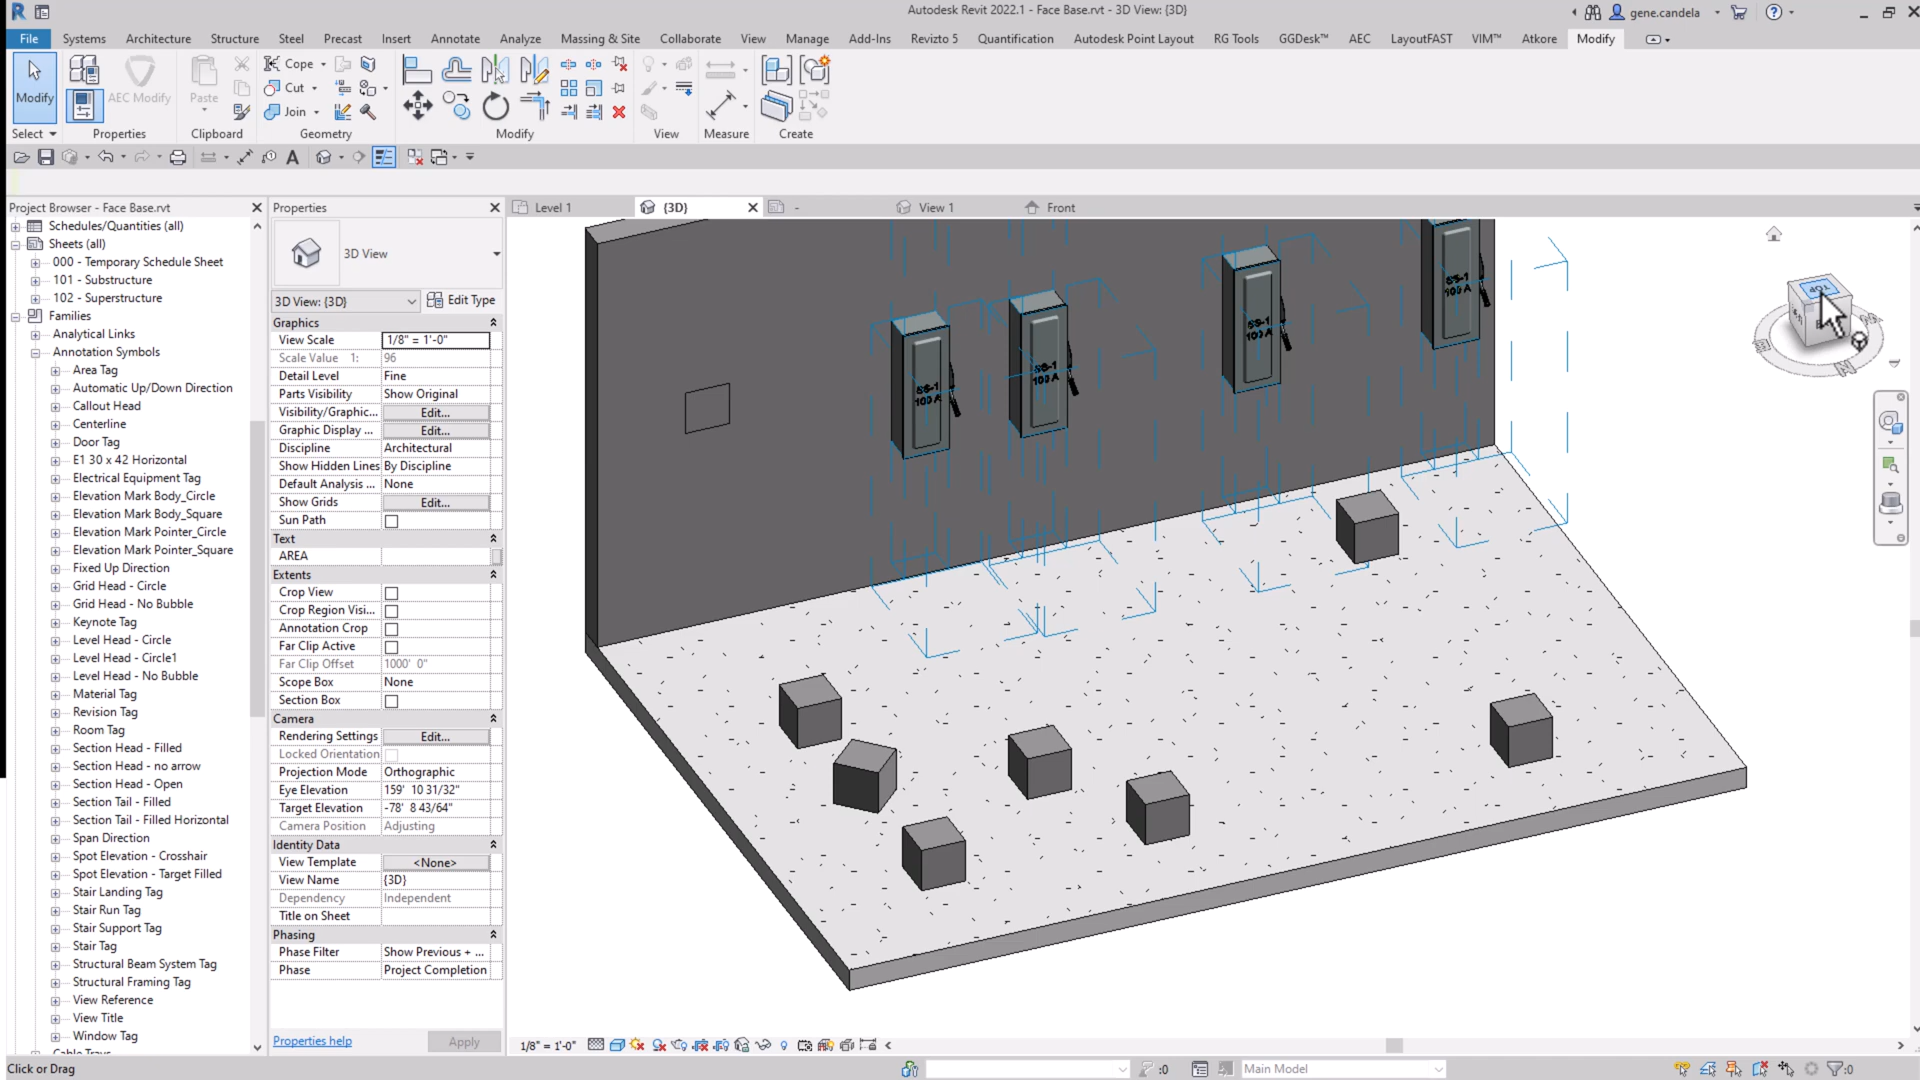 Autodesk Revit 2022.1 - Face Base.rvt - 3D View: {3D}
gene.candela
File Systems Architecture Structure Steel Precast Insert Annotate Analyze Massing & Site Collaborate View Manage Add-Ins Revizto 5 Quantification Autodesk Point Layout RG Tools GGDesk™ AEC LayoutFAST VIM™ Atkore Modify
Modify
AEC Modify
Paste
Cope
Cut
Join
Select Properties Clipboard Geometry Modify View Measure Create
Project Browser - Face Base.rvt
Schedules/Quantities (all)
Sheets (all)
000 - Temporary Schedule Sheet
101 - Substructure
102 - Superstructure
Families
Analytical Links
Annotation Symbols
Area Tag
Automatic Up/Down Direction
Callout Head
Centerline
Door Tag
E1 30 x 42 Horizontal
Electrical Equipment Tag
Elevation Mark Body_Circle
Elevation Mark Body_Square
Elevation Mark Pointer_Circle
Elevation Mark Pointer_Square
Fixed Up Direction
Grid Head - Circle
Grid Head - No Bubble
Keynote Tag
Level Head - Circle
Level Head - Circle1
Level Head - No Bubble
Material Tag
Revision Tag
Room Tag
Section Head - Filled
Section Head - no arrow
Section Head - Open
Section Tail - Filled
Section Tail - Filled Horizontal
Span Direction
Spot Elevation - Crosshair
Spot Elevation - Target Filled
Stair Landing Tag
Stair Run Tag
Stair Support Tag
Stair Tag
Structural Beam System Tag
Structural Framing Tag
View Reference
View Title
Window Tag
Properties
3D View
3D View: {3D} Edit Type
Graphics
View Scale 1/8" = 1'-0"
Scale Value 1: 96
Detail Level Fine
Parts Visibility Show Original
Visibility/Graphic... Edit...
Graphic Display ... Edit...
Discipline Architectural
Show Hidden Lines By Discipline
Default Analysis ... None
Show Grids Edit...
Sun Path
Text
AREA
Extents
Crop View
Crop Region Visi...
Annotation Crop
Far Clip Active
Far Clip Offset 1000' 0"
Scope Box None
Section Box
Camera
Rendering Settings Edit...
Locked Orientation
Projection Mode Orthographic
Eye Elevation 159' 10 31/32"
Target Elevation -78' 8 43/64"
Camera Position Adjusting
Identity Data
View Template <None>
View Name {3D}
Dependency Independent
Title on Sheet
Phasing
Phase Filter Show Previous + ...
Phase Project Completion
Properties help Apply
Level 1 {3D} - View 1 Front
SS-1
100 A
SS-1
100 A
SS-1
100 A
SS-1
100 A
TOP
1/8" = 1'-0"
Click or Drag
:0
Main Model
:0